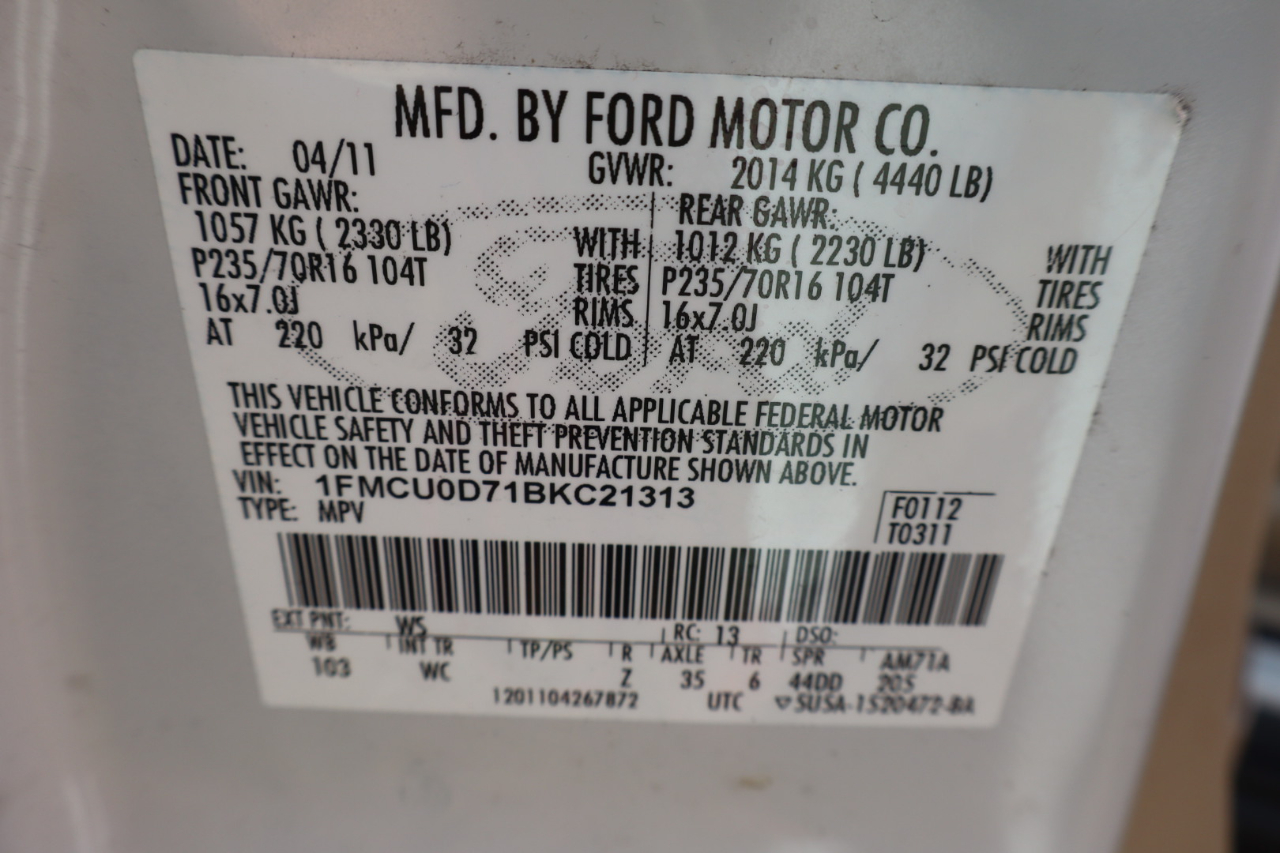 MFD. BY FORD MOTOR CO.
DATE: 04/11 GVWR: 2014 KG ( 4440 LB)
FRONT GAWR: REAR GAWR:
1057 KG ( 2330 LB) WITH 1012 KG ( 2230 LB) WITH
P235/70R16 104T TIRES P235/70R16 104T TIRES
16x7.0J RIMS 16x7.0J RIMS
AT 220 kPa/ 32 PSI COLD AT 220 kPa/ 32 PSI COLD
Ford
THIS VEHICLE CONFORMS TO ALL APPLICABLE FEDERAL MOTOR
VEHICLE SAFETY AND THEFT PREVENTION STANDARDS IN
EFFECT ON THE DATE OF MANUFACTURE SHOWN ABOVE.
VIN: 1FMCU0D71BKC21313
TYPE: MPV
F0112
T0311
EXT PNT: WS RC: 13 DSO:
WB INT TR TP/PS R AXLE TR SPR AM71A
103 WC Z 35 6 44DD 20S
1201104267872 UTC ▽SU5A-1520472-BA